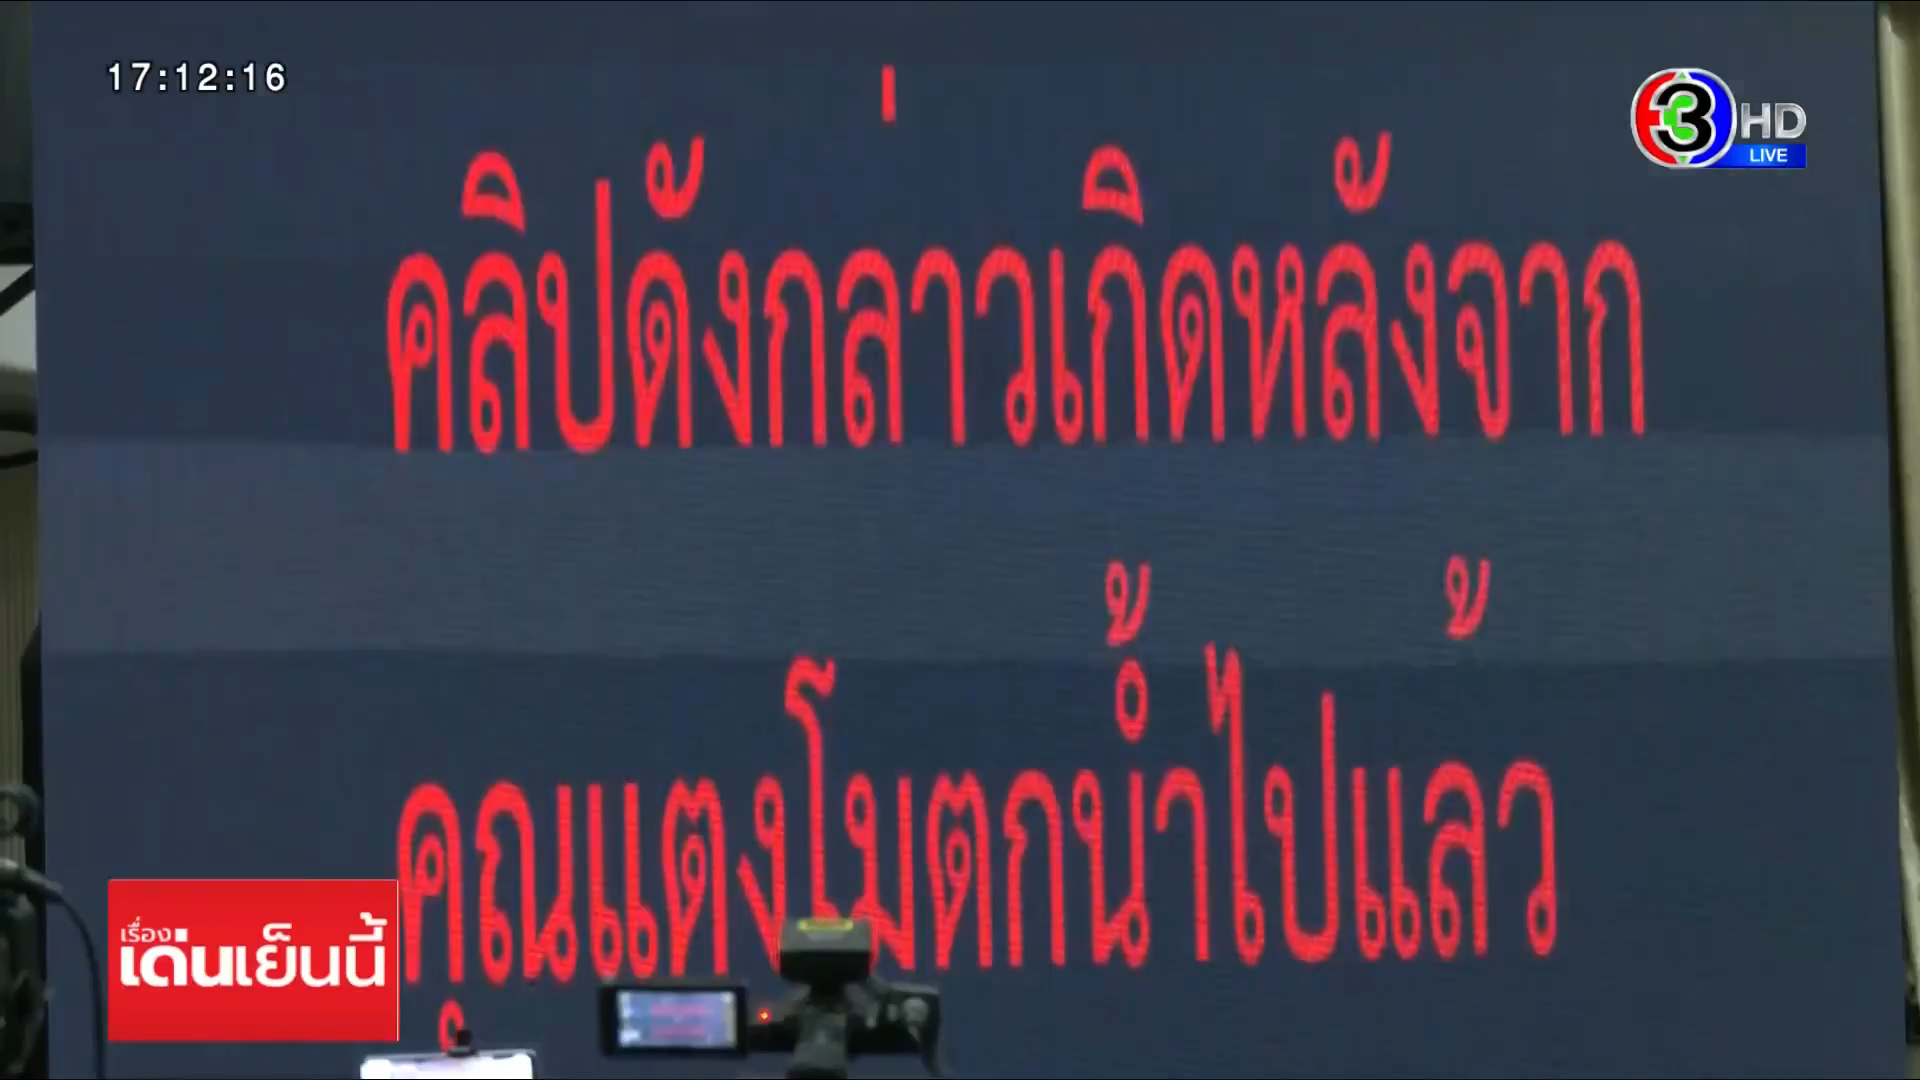 17:12:16
3 HD
LIVE
คลิปดังกล่าวเกิดหลังจาก
คุณแตงโมตกน้ำไปแล้ว
เรื่อง
เด่นเย็นนี้